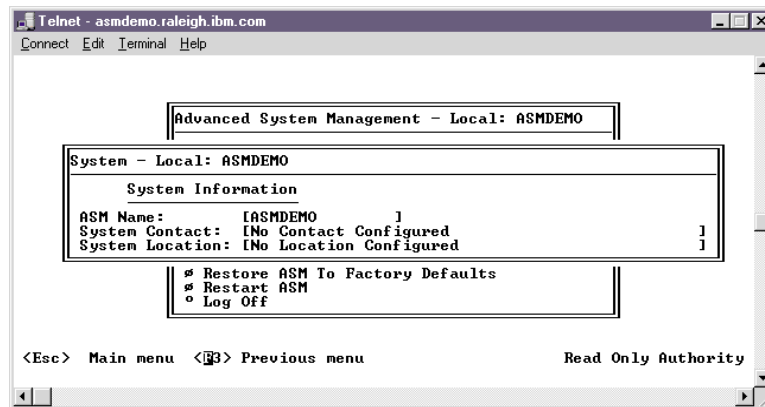 Telnet - asmdemo.raleigh.ibm.com
Connect Edit Terminal Help
Advanced System Management - Local: ASMDEMO
System - Local: ASMDEMO
System Information
ASM Name: [ASMDEMO ]
System Contact: [No Contact Configured ]
System Location: [No Location Configured ]
ø Restore ASM To Factory Defaults
ø Restart ASM
° Log Off
<Esc> Main menu <F3> Previous menu Read Only Authority